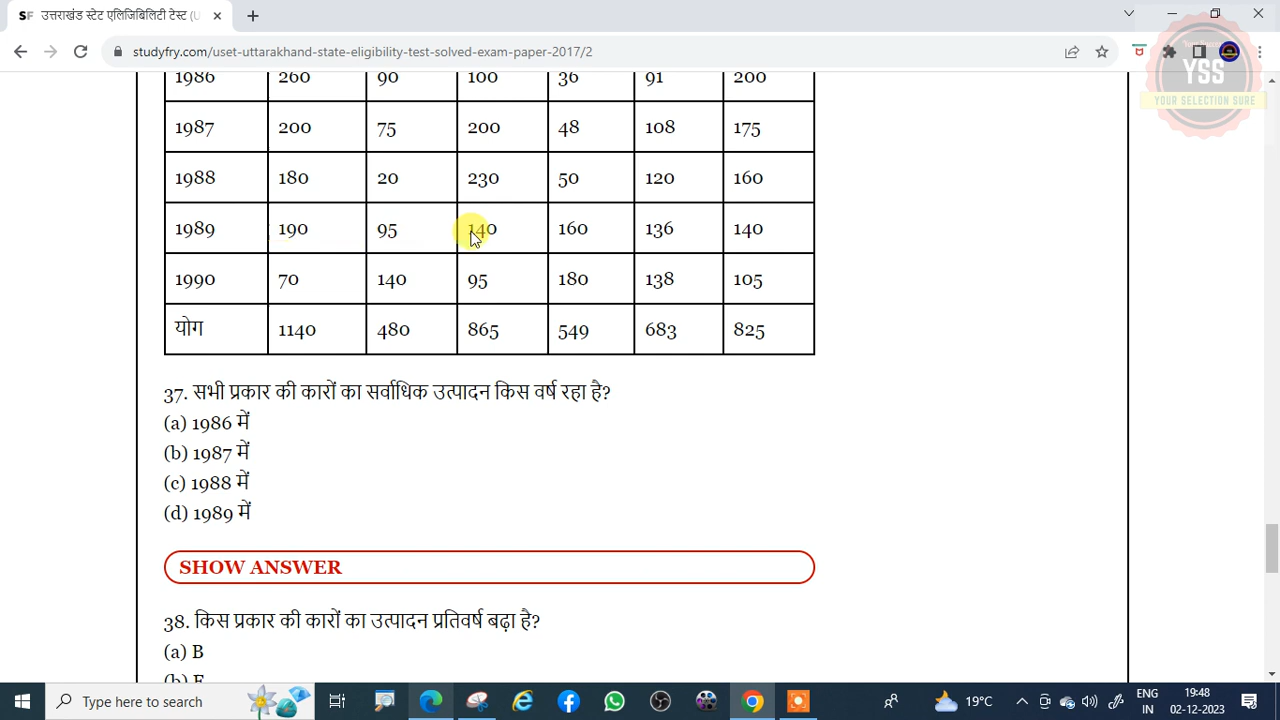 SF उत्तराखंड स्टेट एलिजिबिलिटी टेस्ट (U
studyfry.com/uset-uttarakhand-state-eligibility-test-solved-exam-paper-2017/2
YSS
YOUR SELECTION SURE
1986 260 90 100 36 91 200
1987 200 75 200 48 108 175
1988 180 20 230 50 120 160
1989 190 95 140 160 136 140
1990 70 140 95 180 138 105
योग 1140 480 865 549 683 825
37. सभी प्रकार की कारों का सर्वाधिक उत्पादन किस वर्ष रहा है?
(a) 1986 में
(b) 1987 में
(c) 1988 में
(d) 1989 में
SHOW ANSWER
38. किस प्रकार की कारों का उत्पादन प्रतिवर्ष बढ़ा है?
(a) B
(b) E
Type here to search
19°C
ENG
IN
19:48
02-12-2023